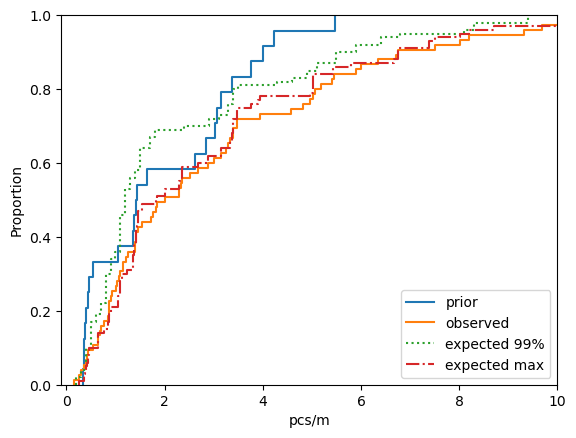 1.0
0.8
0.6
0.4
0.2
0.0
Proportion
prior
observed
expected 99%
expected max
0 2 4 6 8 10
pcs/m